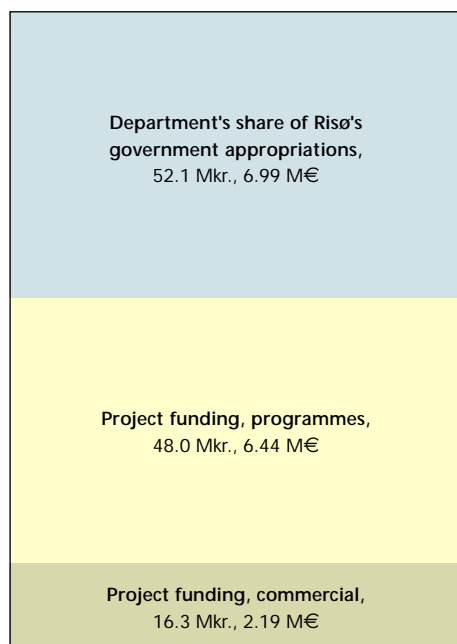 Department's share of Risø's
government appropriations,
52.1 Mkr., 6.99 M€
Project funding, programmes,
48.0 Mkr., 6.44 M€
Project funding, commercial,
16.3 Mkr., 2.19 M€